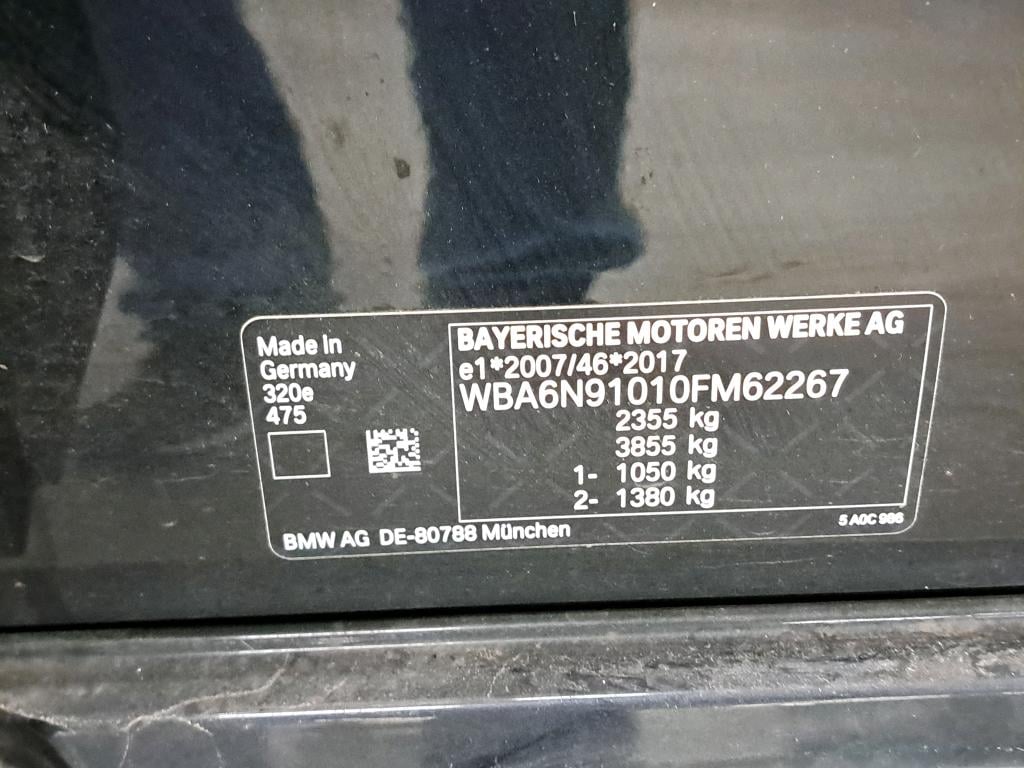 Made In
Germany
320e
475
BAYERISCHE MOTOREN WERKE AG
e1*2007/46*2017
WBA6N91010FM62267
2355 kg
3855 kg
1- 1050 kg
2- 1380 kg
BMW AG DE-80788 München
5 A0C 986